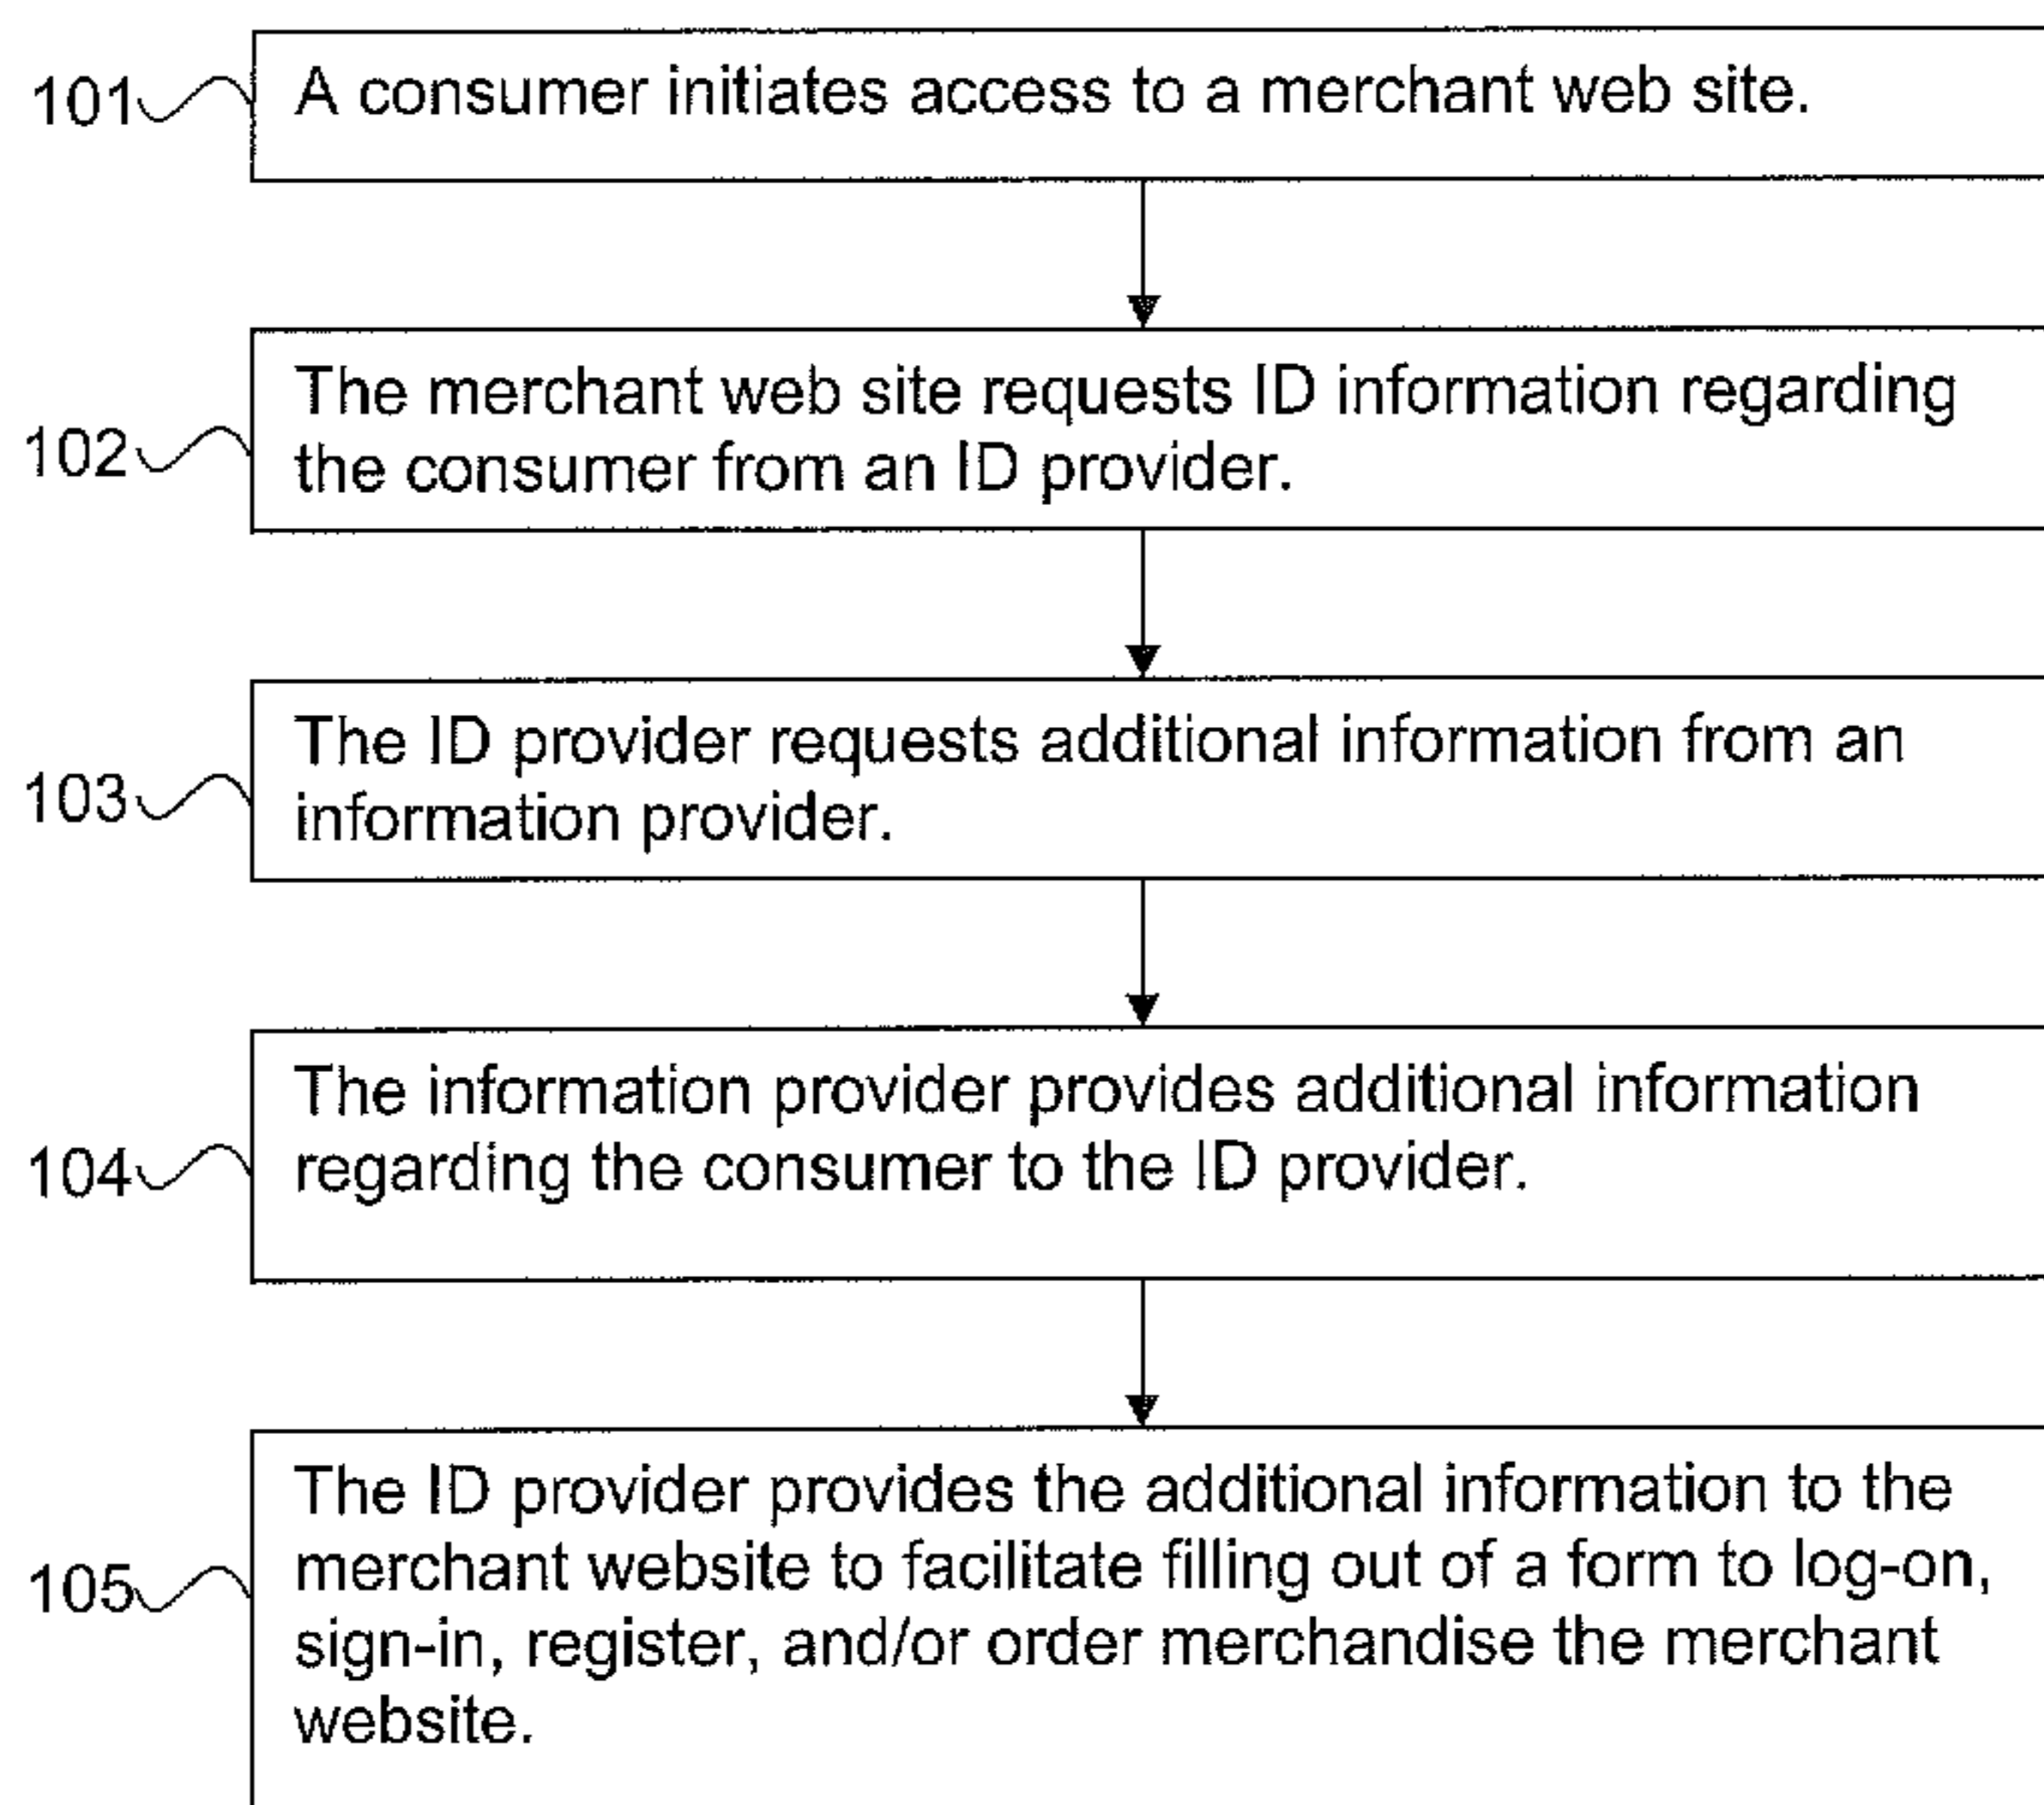 101
A consumer initiates access to a merchant web site.
102
The merchant web site requests ID information regarding
the consumer from an ID provider.
103
The ID provider requests additional information from an
information provider.
104
The information provider provides additional information
regarding the consumer to the ID provider.
105
The ID provider provides the additional information to the
merchant website to facilitate filling out of a form to log-on,
sign-in, register, and/or order merchandise the merchant
website.